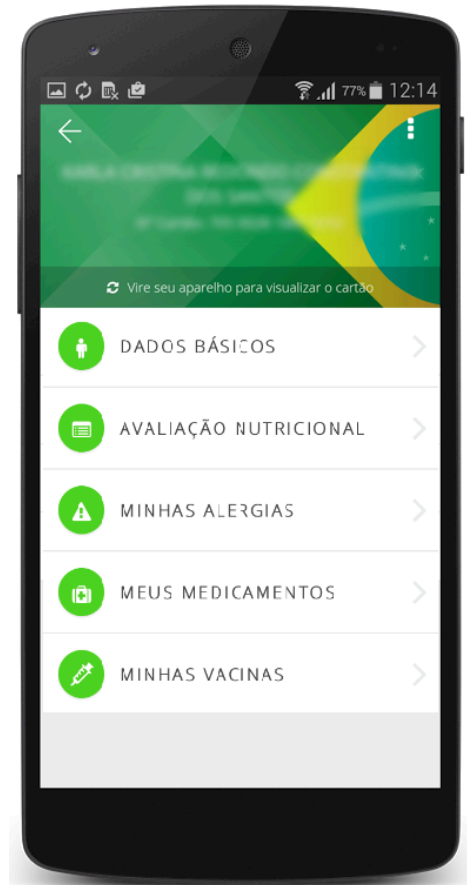 77% 12:14
Vire seu aparelho para visualizar o cartão
DADOS BÁSICOS
AVALIAÇÃO NUTRICIONAL
MINHAS ALERGIAS
MEUS MEDICAMENTOS
MINHAS VACINAS